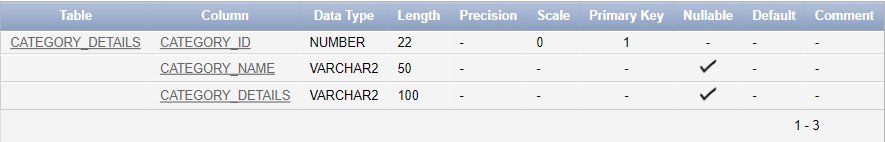 Table Column Data Type Length Precision Scale Primary Key Nullable Default Comment
CATEGORY_DETAILS CATEGORY_ID NUMBER 22 - 0 1 - - -
CATEGORY_NAME VARCHAR2 50 - - - ✓ - -
CATEGORY_DETAILS VARCHAR2 100 - - - ✓ - -
1 - 3